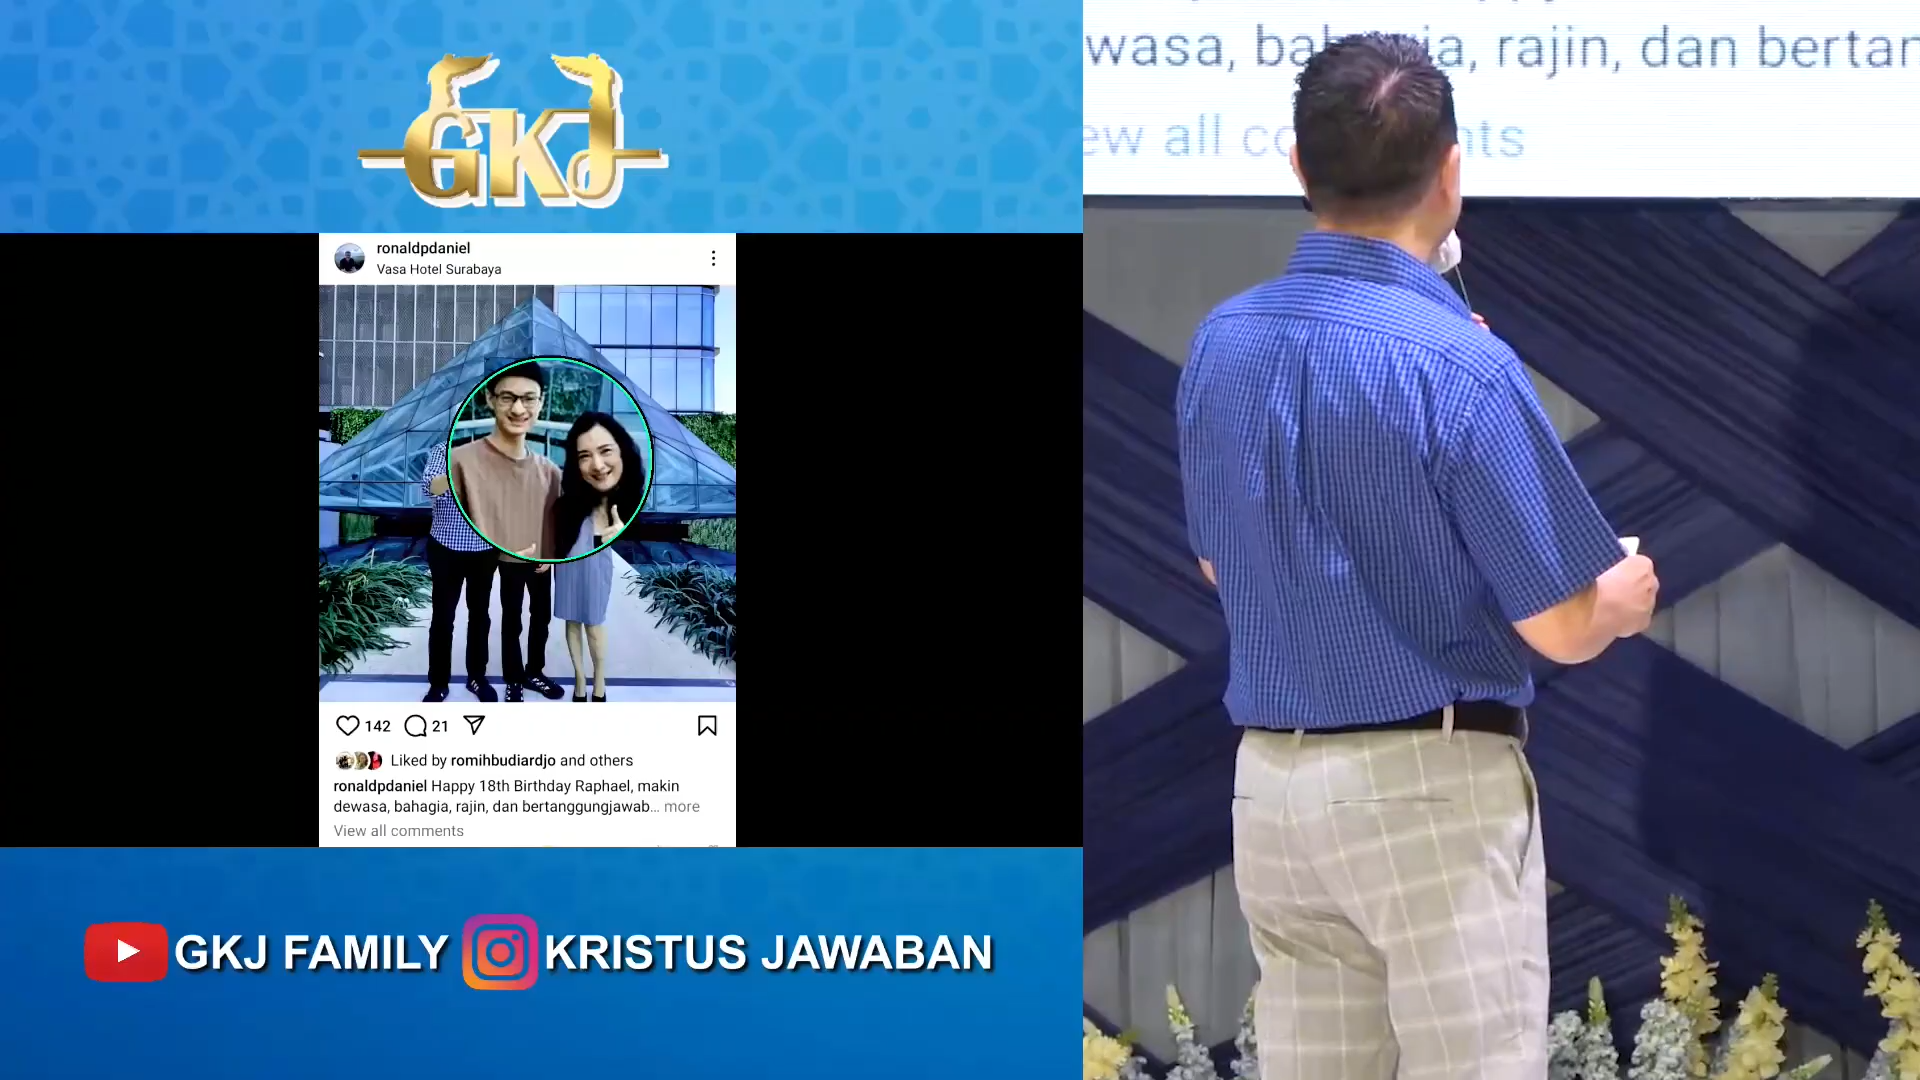 GKJ
ronaldpdaniel
Vasa Hotel Surabaya
142 21
Liked by romihbudiardjo and others
ronaldpdaniel Happy 18th Birthday Raphael, makin
dewasa, bahagia, rajin, dan bertanggungjawab... more
View all comments
GKJ FAMILY KRISTUS JAWABAN
wasa, ba ia, rajin, dan bertan
ew all co nts